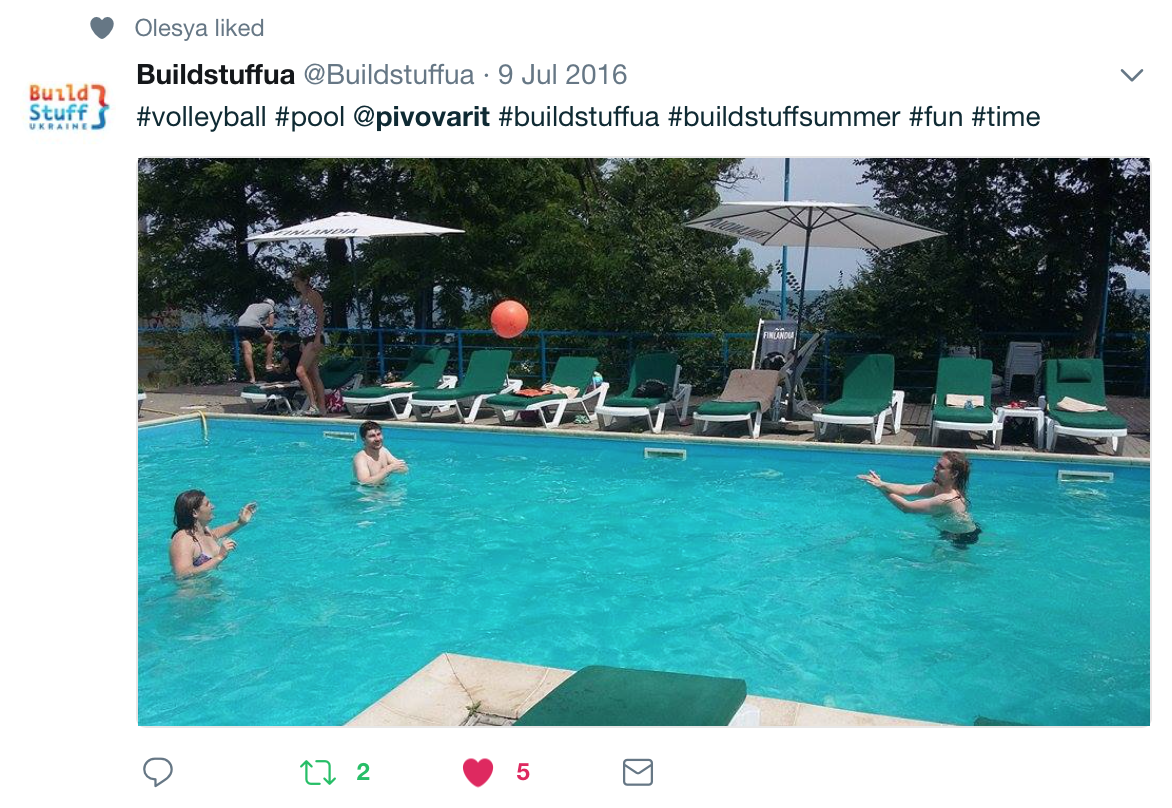 Olesya liked
Buildstuffua @Buildstuffua · 9 Jul 2016
Build
Stuff
UKRAINE
#volleyball #pool @pivovarit #buildstuffua #buildstuffsummer #fun #time
FINLANDIA
FINLANDIA
2
5